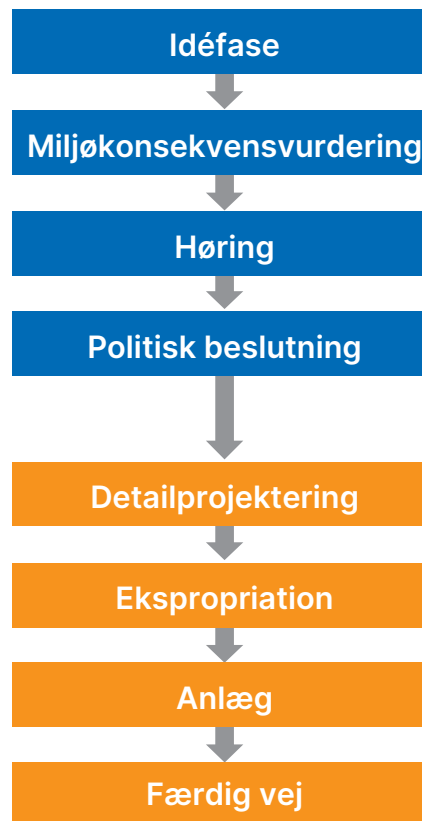 Idéfase
Miljøkonsekvensvurdering
Høring
Politisk beslutning
Detailprojektering
Ekspropriation
Anlæg
Færdig vej